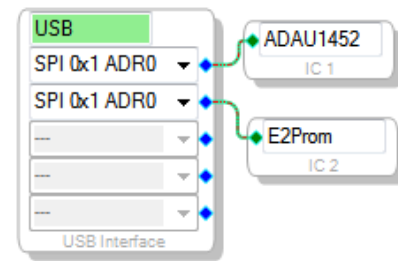 USB
SPI 0x1 ADR0
SPI 0x1 ADR0
---
---
---
USB Interface
ADAU1452
IC 1
E2Prom
IC 2